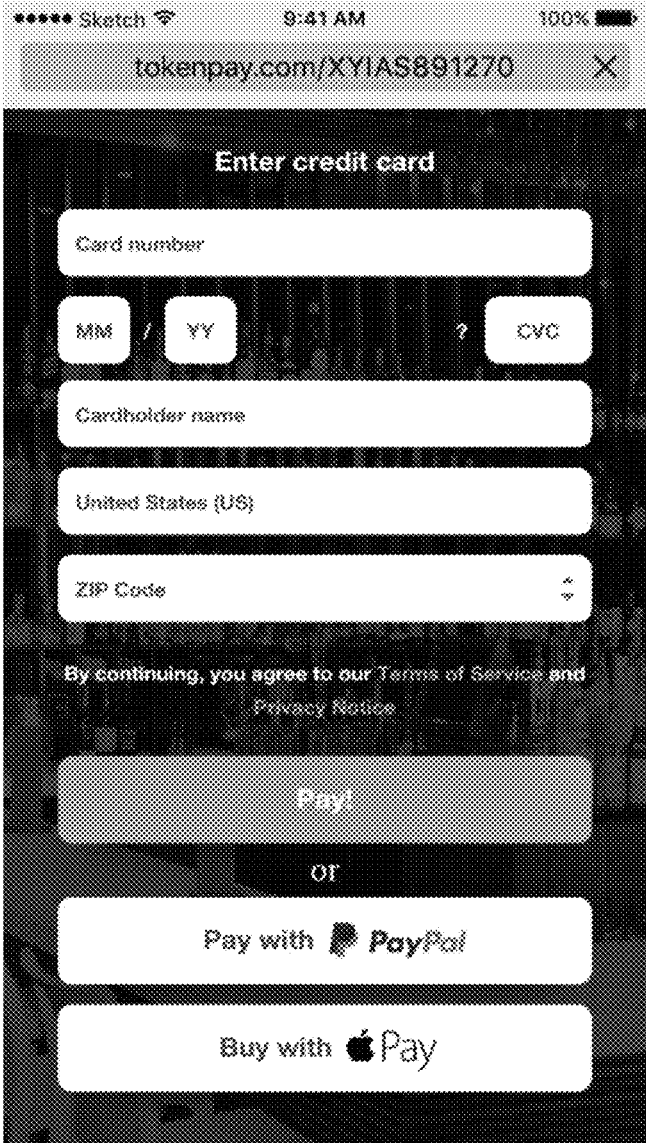 Sketch 9:41 AM 100%
tokenpay.com/XYIAS891270
Enter credit card
Card number
MM / YY ? CVC
Cardholder name
United States (US)
ZIP Code
By continuing, you agree to our Terms of Service and
Privacy Notice
Pay!
or
Pay with PayPal
Buy with Pay